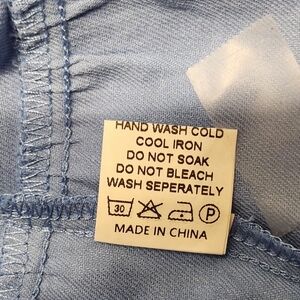 HAND WASH COLD
COOL IRON
DO NOT SOAK
DO NOT BLEACH
WASH SEPERATELY
30 P
MADE IN CHINA